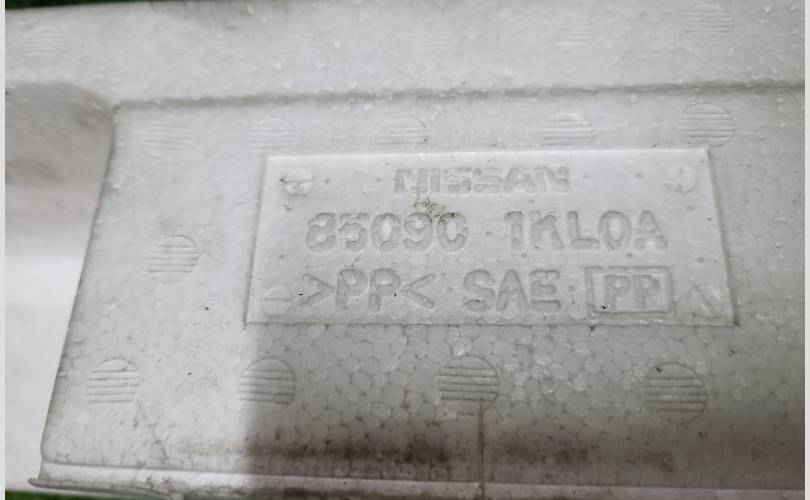 NISSAN
85090 1KL0A
>PP< SAE PP